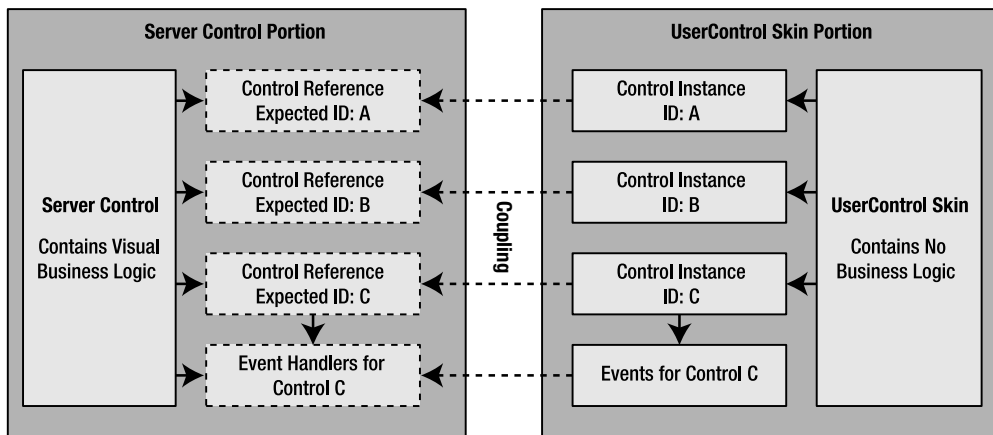 Server Control Portion
Server Control
Contains Visual
Business Logic
Control Reference
Expected ID: A
Control Reference
Expected ID: B
Control Reference
Expected ID: C
Event Handlers for
Control C
Coupling
UserControl Skin Portion
Control Instance
ID: A
Control Instance
ID: B
Control Instance
ID: C
Events for Control C
UserControl Skin
Contains No
Business Logic